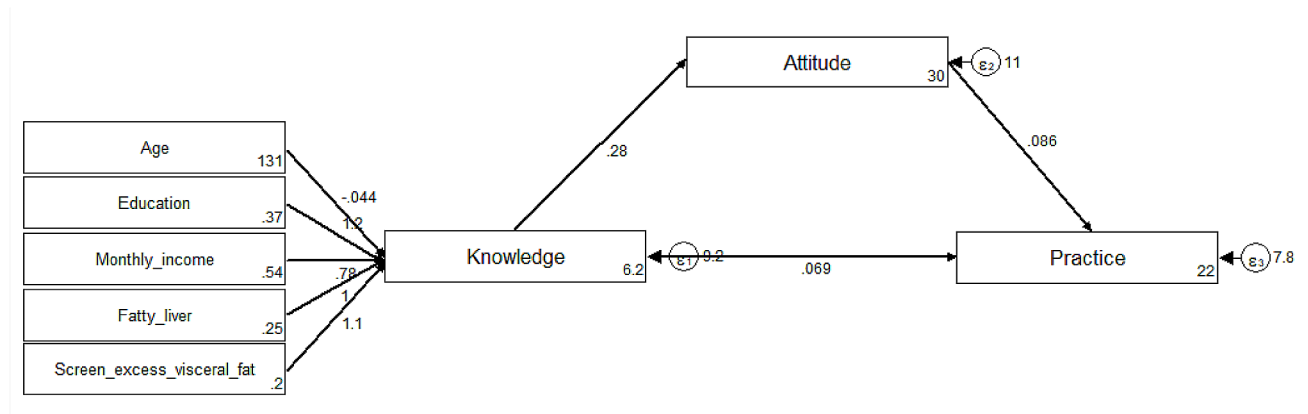 Attitude
30
ε2
11
Age
131
.28
.086
-.044
Education
.37
1.2
Monthly_income
.54
.78
Knowledge
6.2
ε1
9.2
.069
Practice
22
ε3
7.8
Fatty_liver
.25
1
1.1
Screen_excess_visceral_fat
.2